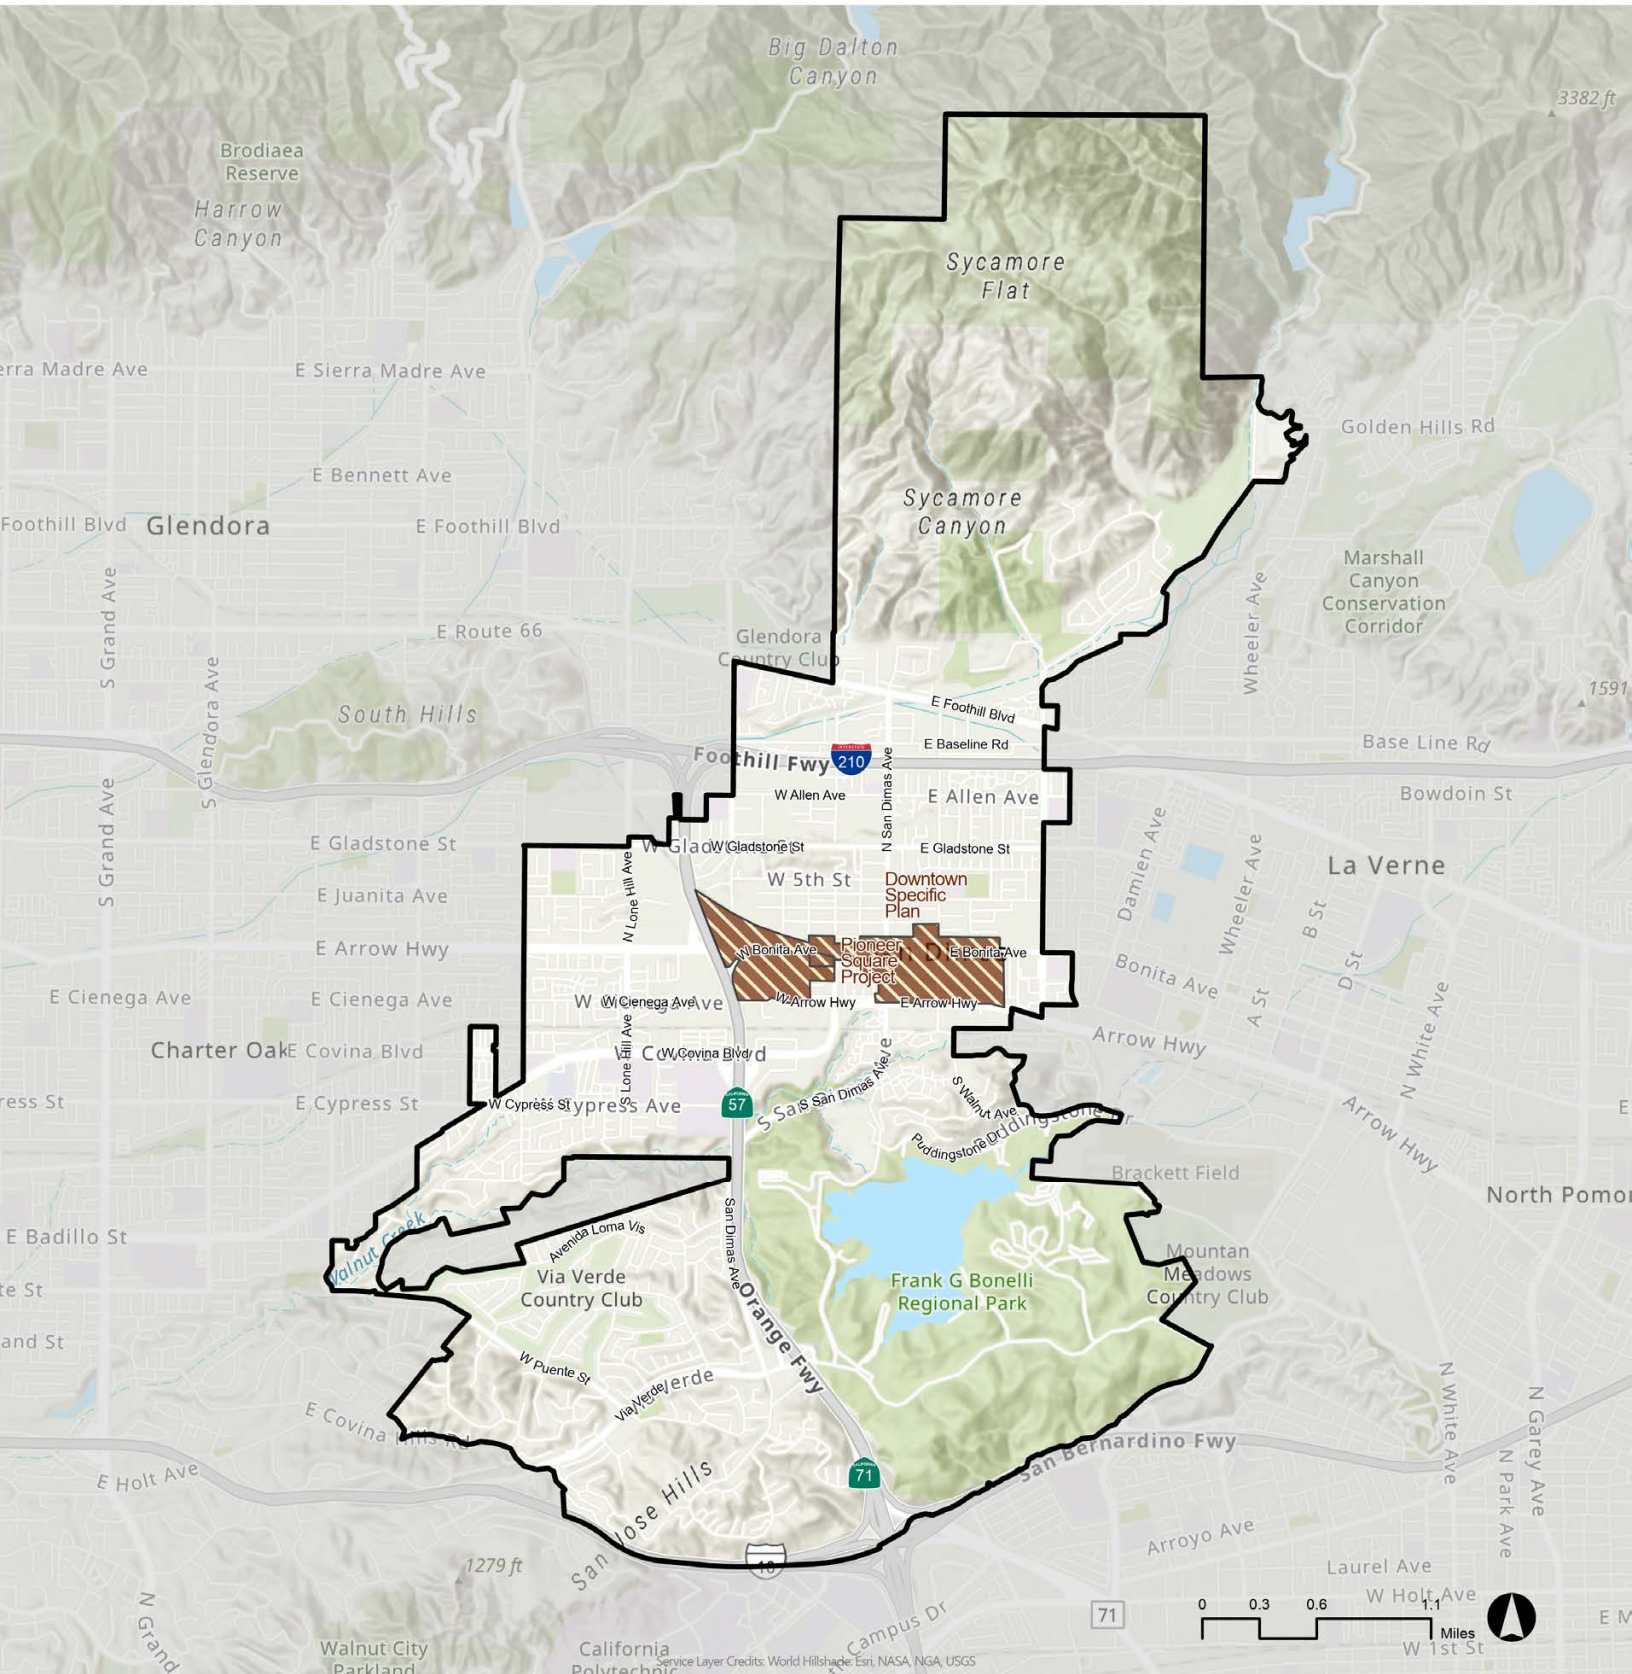 Big Dalton
Canyon
3382 ft
Brodiaea
Reserve
Harrow
Canyon
Sycamore
Flat
erra Madre Ave
E Sierra Madre Ave
Golden Hills Rd
E Bennett Ave
Sycamore
Canyon
Foothill Blvd
Glendora
E Foothill Blvd
Marshall
Canyon
Conservation
Corridor
S Grand Ave
E Route 66
Glendora
Country Club
Wheeler Ave
S Glendora Ave
South Hills
1591
E Foothill Blvd
E Baseline Rd
Base Line Rd
Foothill Fwy
INTERSTATE
210
N San Dimas Ave
W Allen Ave
E Allen Ave
Bowdoin St
S Grand Ave
E Gladstone St
W Gladstone St
E Gladstone St
Damien Ave
Wheeler Ave
La Verne
W 5th St
Downtown
Specific
Plan
E Juanita Ave
N Lone Hill Ave
B St
E Arrow Hwy
W Bonita Ave
Pioneer
Square
Project
E Bonita Ave
Bonita Ave
D St
A St
N White Ave
E Cienega Ave
E Cienega Ave
W Cienega Ave
W Arrow Hwy
E Arrow Hwy
Arrow Hwy
Charter Oak
E Covina Blvd
S Lone Hill Ave
W Covina Blvd
ress St
E Cypress St
W Cypress St
ypress Ave
CALIFORNIA
57
S San Dimas Ave
S Walnut Ave
Puddingstone Dr
Arrow Hwy
Brackett Field
North Pomo
E Badillo St
Walnut Creek
Avenida Loma Vis
San Dimas Ave
Via Verde
Country Club
Frank G Bonelli
Regional Park
Mountan
Meadows
Country Club
te St
and St
Orange Fwy
W Puente St
Via Verde
E Covina Hills Rd
San Bernardino Fwy
N White Ave
N Garey Ave
N Park Ave
E Holt Ave
CALIFORNIA
71
San Jose Hills
10
1279 ft
Arroyo Ave
Laurel Ave
W Holt Ave
N Grand
71
0 0.3 0.6 1.1
Miles
E M
W 1st St
Campus Dr
Walnut City
Parkland
California
Polytechnic
Service Layer Credits: World Hillshade: Esri, NASA, NGA, USGS